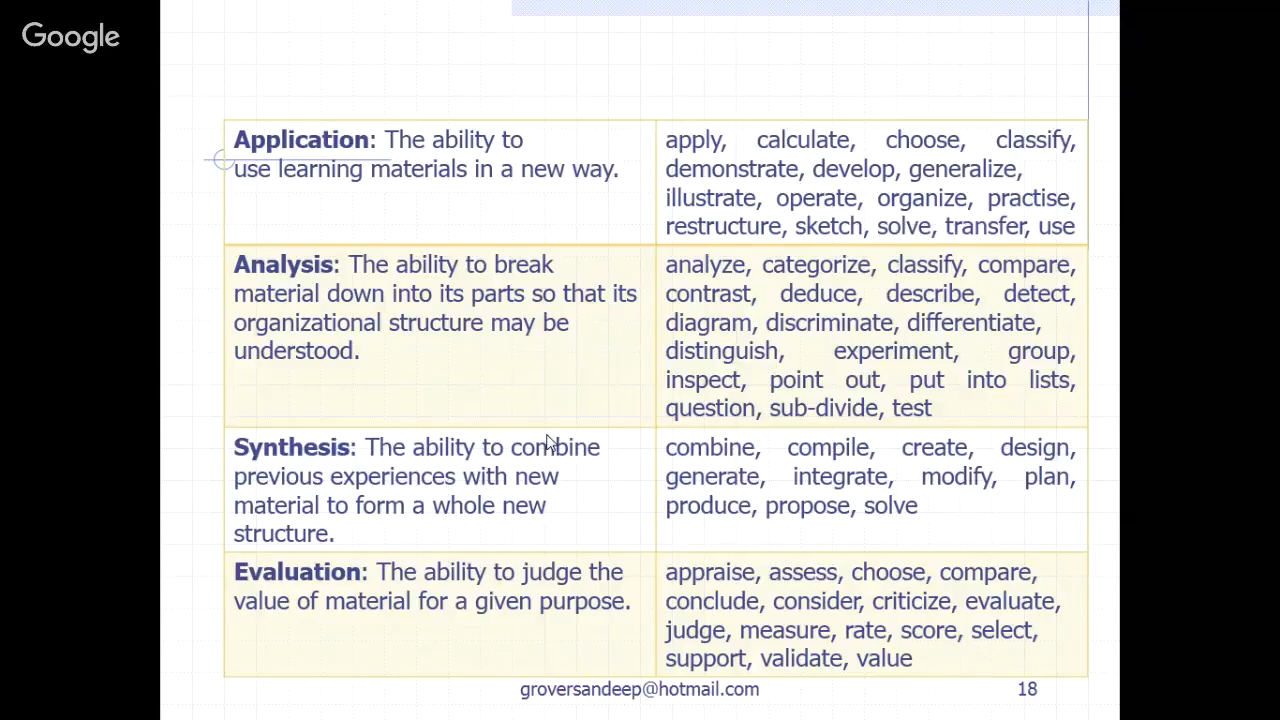 Google
Application: The ability to
use learning materials in a new way.
apply, calculate, choose, classify,
demonstrate, develop, generalize,
illustrate, operate, organize, practise,
restructure, sketch, solve, transfer, use
Analysis: The ability to break
material down into its parts so that its
organizational structure may be
understood.
analyze, categorize, classify, compare,
contrast, deduce, describe, detect,
diagram, discriminate, differentiate,
distinguish, experiment, group,
inspect, point out, put into lists,
question, sub-divide, test
Synthesis: The ability to combine
previous experiences with new
material to form a whole new
structure.
combine, compile, create, design,
generate, integrate, modify, plan,
produce, propose, solve
Evaluation: The ability to judge the
value of material for a given purpose.
appraise, assess, choose, compare,
conclude, consider, criticize, evaluate,
judge, measure, rate, score, select,
support, validate, value
groversandeep@hotmail.com
18